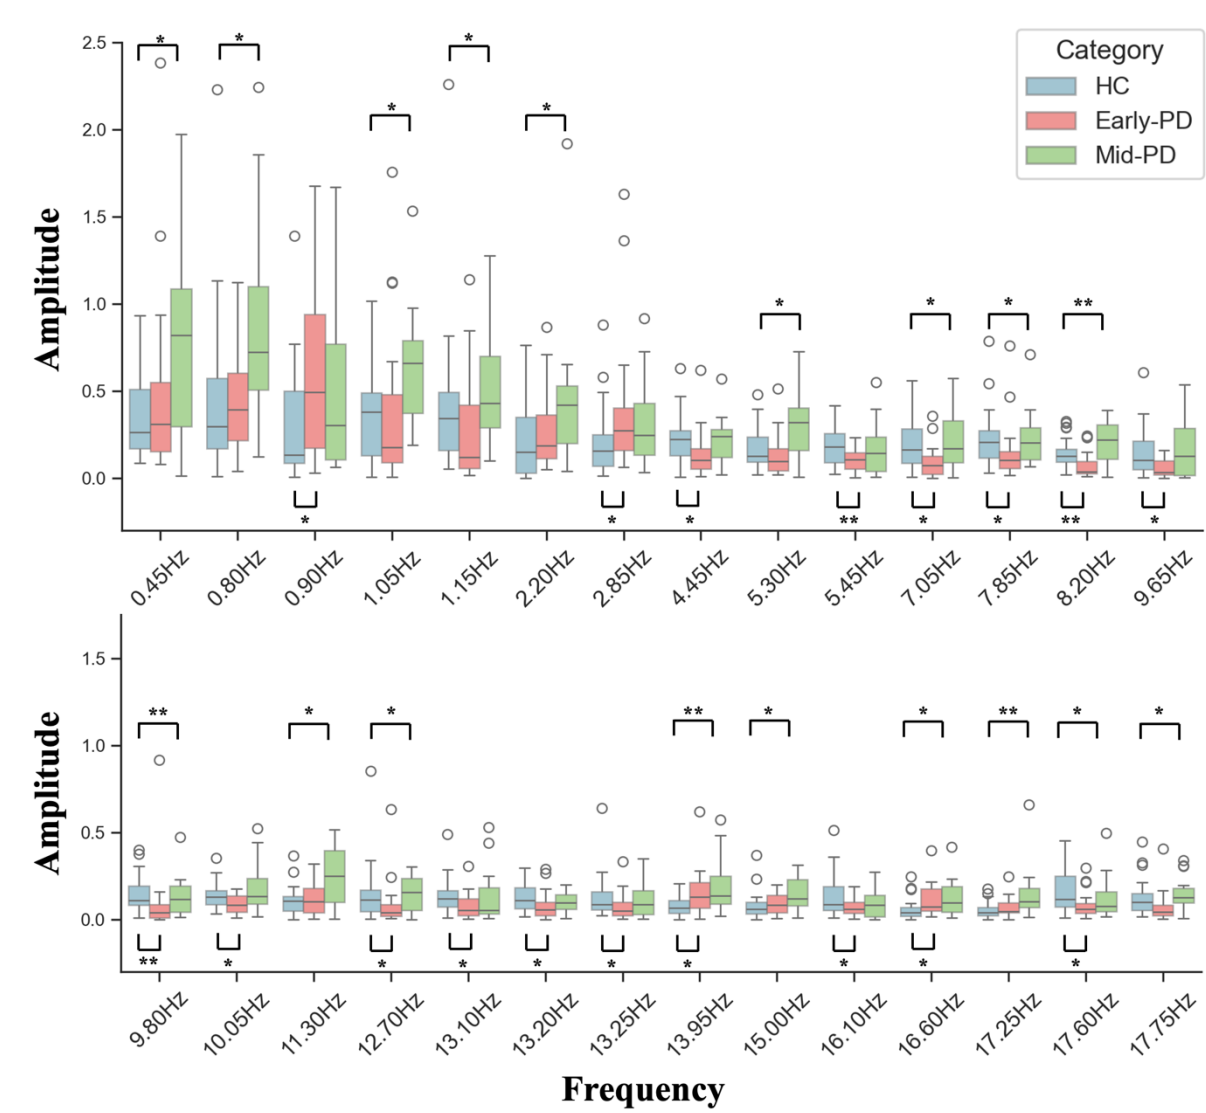 * * *
2.5
Category
HC
Early-PD
Mid-PD
* *
2.0
1.5
Amplitude
1.0
* * * **
0.5
0.0
* * * ** * * ** *
0.45Hz 0.80Hz 0.90Hz 1.05Hz 1.15Hz 2.20Hz 2.85Hz 4.45Hz 5.30Hz 5.45Hz 7.05Hz 7.85Hz 8.20Hz 9.65Hz
1.5
** * * ** * * ** * *
1.0
Amplitude
0.5
0.0
** * * * * * * * * *
9.80Hz 10.05Hz 11.30Hz 12.70Hz 13.10Hz 13.20Hz 13.25Hz 13.95Hz 15.00Hz 16.10Hz 16.60Hz 17.25Hz 17.60Hz 17.75Hz
Frequency